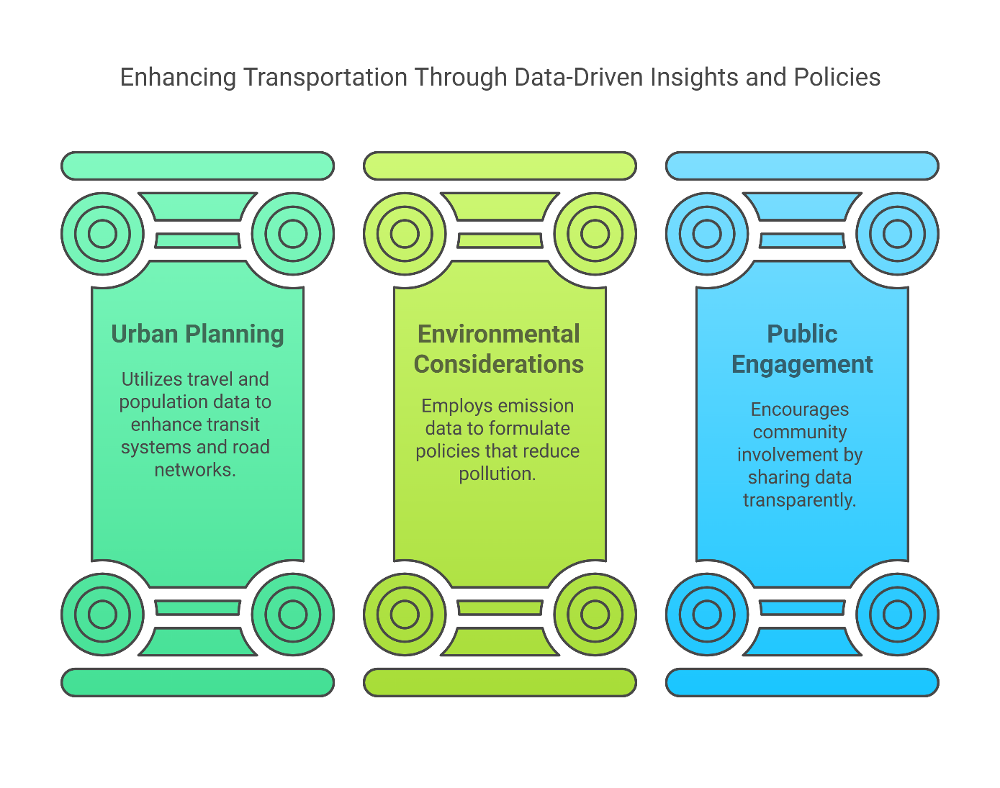 Enhancing Transportation Through Data-Driven Insights and Policies
Urban Planning
Utilizes travel and
population data to
enhance transit
systems and road
networks.
Environmental
Considerations
Employs emission
data to formulate
policies that reduce
pollution.
Public
Engagement
Encourages
community
involvement by
sharing data
transparently.